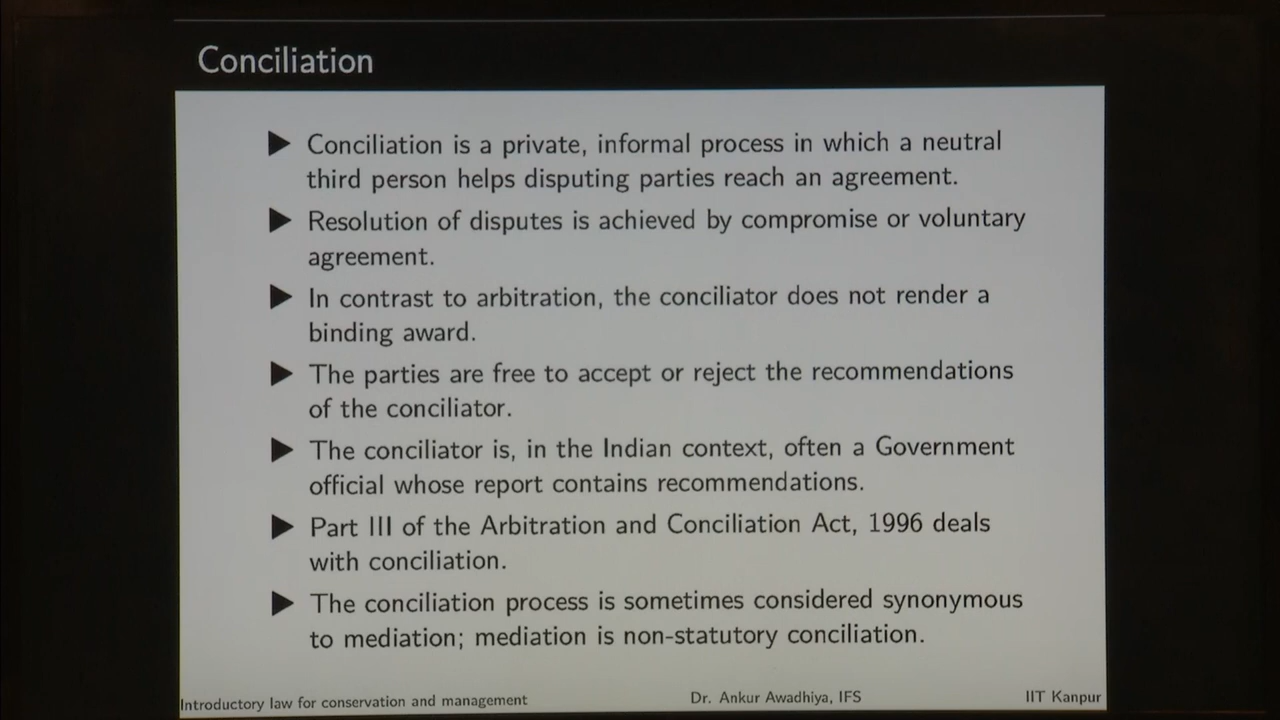 Conciliation
Conciliation is a private, informal process in which a neutral
third person helps disputing parties reach an agreement.
Resolution of disputes is achieved by compromise or voluntary
agreement.
In contrast to arbitration, the conciliator does not render a
binding award.
The parties are free to accept or reject the recommendations
of the conciliator.
The conciliator is, in the Indian context, often a Government
official whose report contains recommendations.
Part III of the Arbitration and Conciliation Act, 1996 deals
with conciliation.
The conciliation process is sometimes considered synonymous
to mediation; mediation is non-statutory conciliation.
Introductory law for conservation and management Dr. Ankur Awadhiya, IFS IIT Kanpur